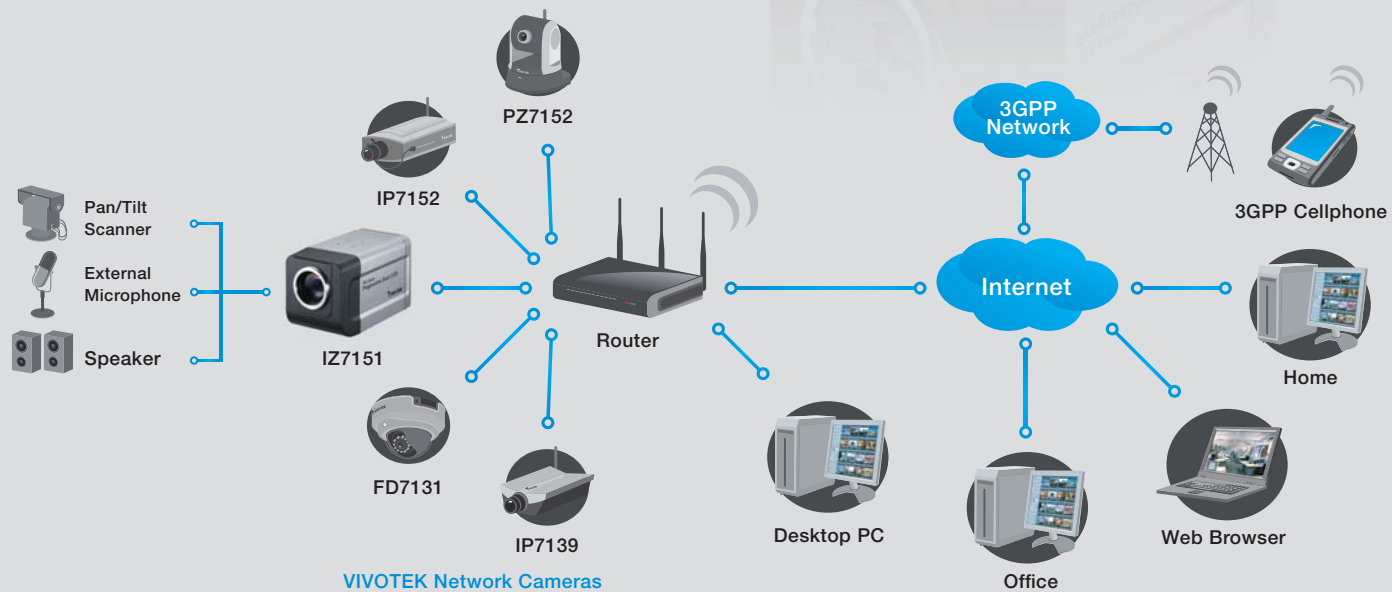 PZ7152
IP7152
Pan/Tilt
Scanner
External
Microphone
Speaker
IZ7151
FD7131
IP7139
VIVOTEK Network Cameras
Router
Desktop PC
3GPP
Network
3GPP Cellphone
Internet
Home
Web Browser
Office